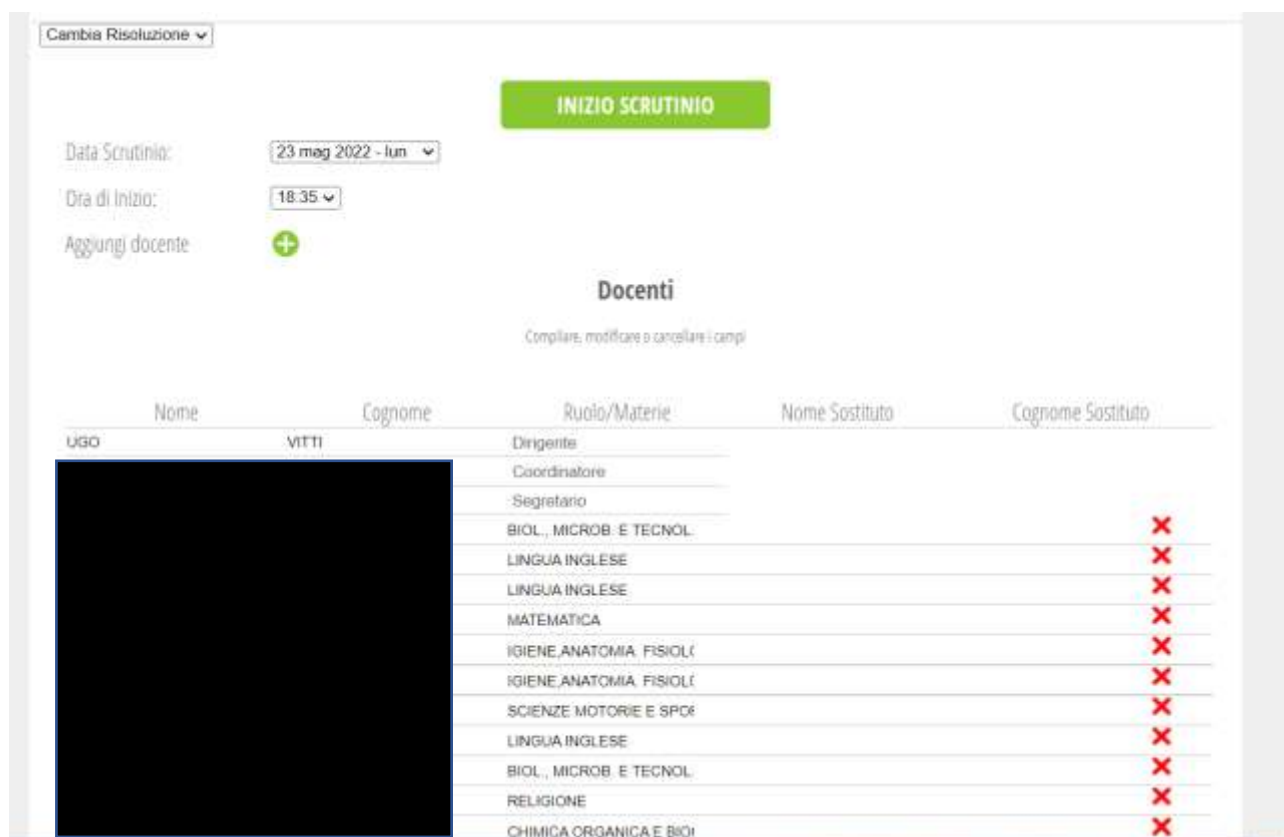 Cambia Risoluzione
INIZIO SCRUTINIO
Data Scrutinio: 23 mag 2022 - lun
Ora di Inizio: 18:35
Aggiungi docente
Docenti
Compilare, modificare o cancellare i campi
Nome Cognome Ruolo/Materie Nome Sostituto Cognome Sostituto
UGO VITTI Dirigente
Coordinatore
Segretario
BIOL., MICROB. E TECNOL.
LINGUA INGLESE
LINGUA INGLESE
MATEMATICA
IGIENE,ANATOMIA, FISIOL
IGIENE,ANATOMIA, FISIOL
SCIENZE MOTORIE E SPO
LINGUA INGLESE
BIOL., MICROB. E TECNOL.
RELIGIONE
CHIMICA ORGANICA E BIO